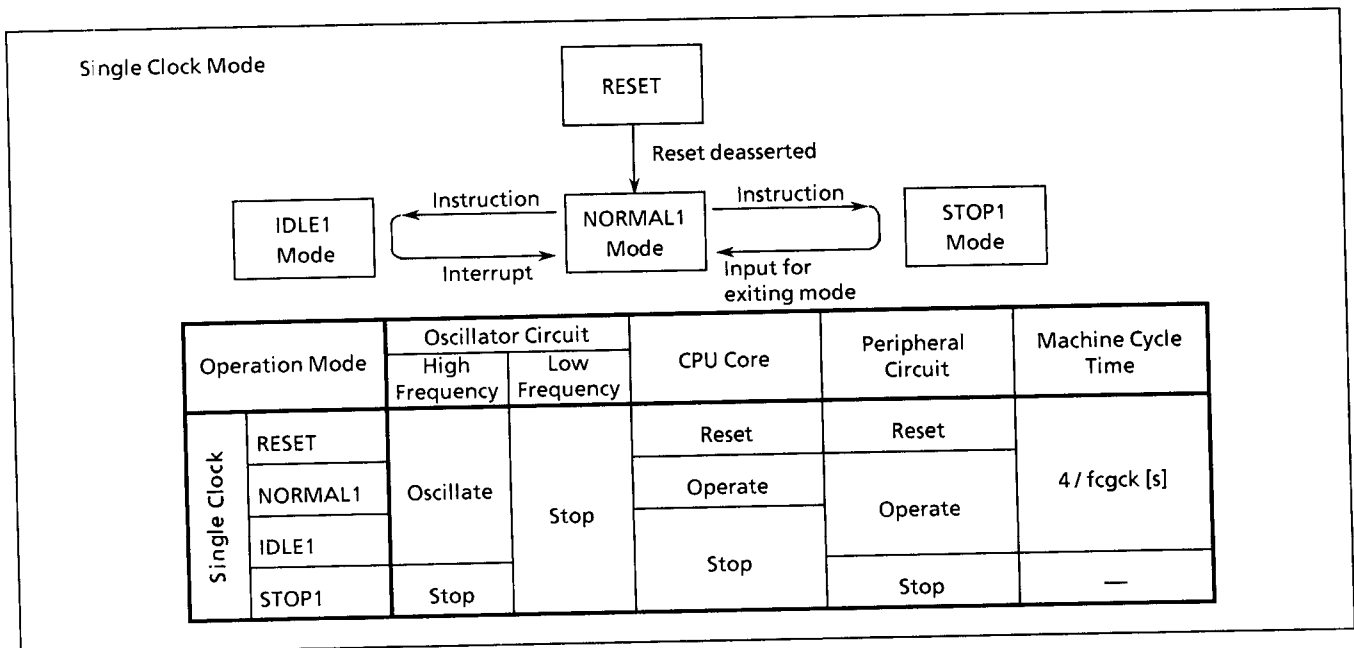 Single Clock Mode
RESET
Reset deasserted
Instruction
Instruction
IDLE1
Mode
NORMAL1
Mode
STOP1
Mode
Interrupt
Input for
exiting mode
Operation Mode
Oscillator Circuit
High
Frequency
Low
Frequency
CPU Core
Peripheral
Circuit
Machine Cycle
Time
Single Clock
RESET
Oscillate
Stop
Reset
Reset
4 / fcgck [s]
NORMAL1
Operate
Operate
IDLE1
Stop
STOP1
Stop
Stop
—